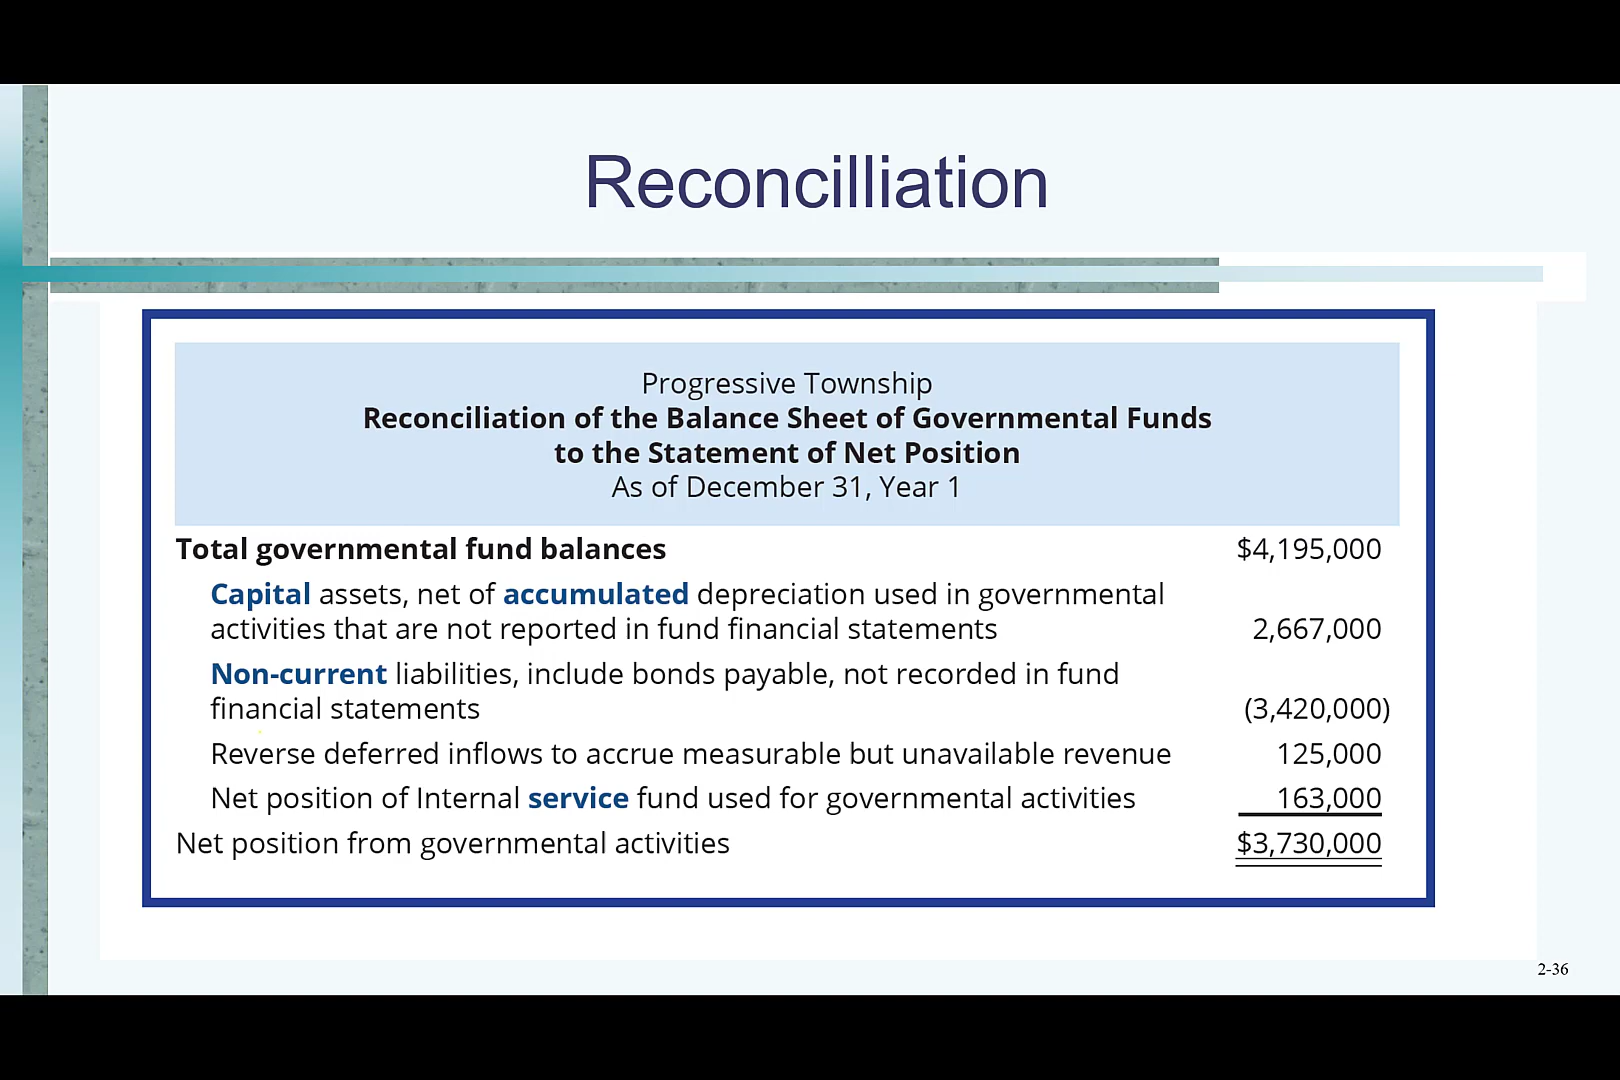 Reconcilliation
Progressive Township
Reconciliation of the Balance Sheet of Governmental Funds
to the Statement of Net Position
As of December 31, Year 1
Total governmental fund balances $4,195,000
Capital assets, net of accumulated depreciation used in governmental
activities that are not reported in fund financial statements 2,667,000
Non-current liabilities, include bonds payable, not recorded in fund
financial statements (3,420,000)
Reverse deferred inflows to accrue measurable but unavailable revenue 125,000
Net position of Internal service fund used for governmental activities 163,000
Net position from governmental activities $3,730,000
2-36